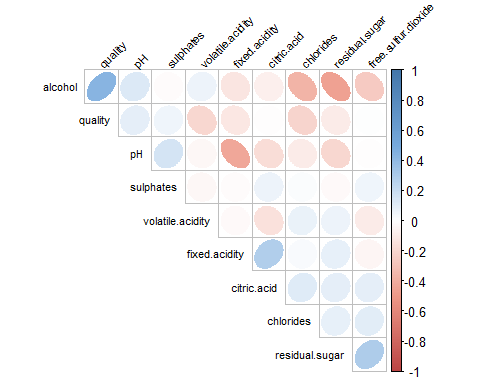 quality
pH
sulphates
volatile.acidity
fixed.acidity
citric.acid
chlorides
residual.sugar
free.sulfur.dioxide
alcohol
quality
pH
sulphates
volatile.acidity
fixed.acidity
citric.acid
chlorides
residual.sugar
1
0.8
0.6
0.4
0.2
0
-0.2
-0.4
-0.6
-0.8
-1